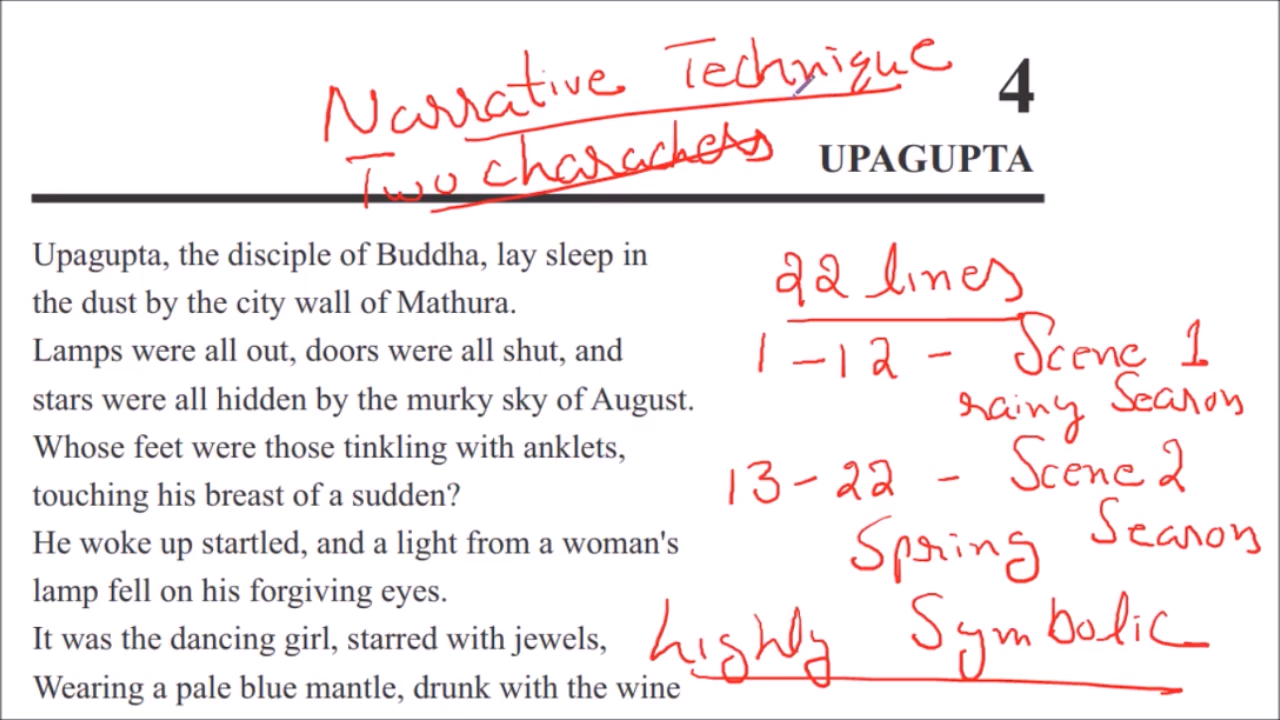 Narrative Technique
4
Two charachers
UPAGUPTA
Upagupta, the disciple of Buddha, lay sleep in
the dust by the city wall of Mathura.
Lamps were all out, doors were all shut, and
stars were all hidden by the murky sky of August.
Whose feet were those tinkling with anklets,
touching his breast of a sudden?
He woke up startled, and a light from a woman's
lamp fell on his forgiving eyes.
It was the dancing girl, starred with jewels,
Wearing a pale blue mantle, drunk with the wine
22 lines
1-12 - Scene 1
rainy Season
13-22 - Scene 2
Spring Season
highly Symbolic